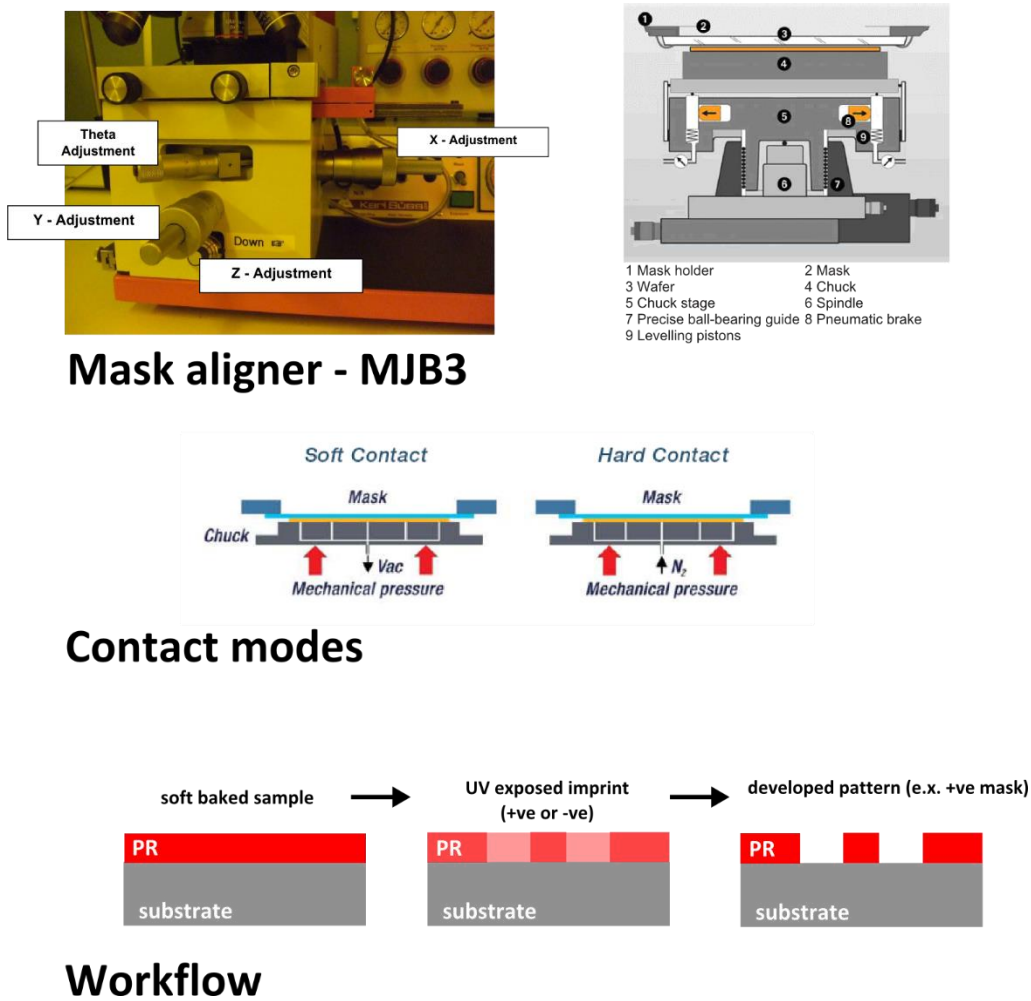 Theta
Adjustment
X - Adjustment
Y - Adjustment
Karl Süss
Down
Z - Adjustment
1 2 3 4 5 8 9 6 7
1 Mask holder 2 Mask
3 Wafer 4 Chuck
5 Chuck stage 6 Spindle
7 Precise ball-bearing guide 8 Pneumatic brake
9 Levelling pistons
Mask aligner - MJB3
Soft Contact Hard Contact
Mask Mask
Chuck
Vac N2
Mechanical pressure Mechanical pressure
Contact modes
soft baked sample
UV exposed imprint
(+ve or -ve)
developed pattern (e.x. +ve mask)
PR PR PR
substrate substrate substrate
Workflow